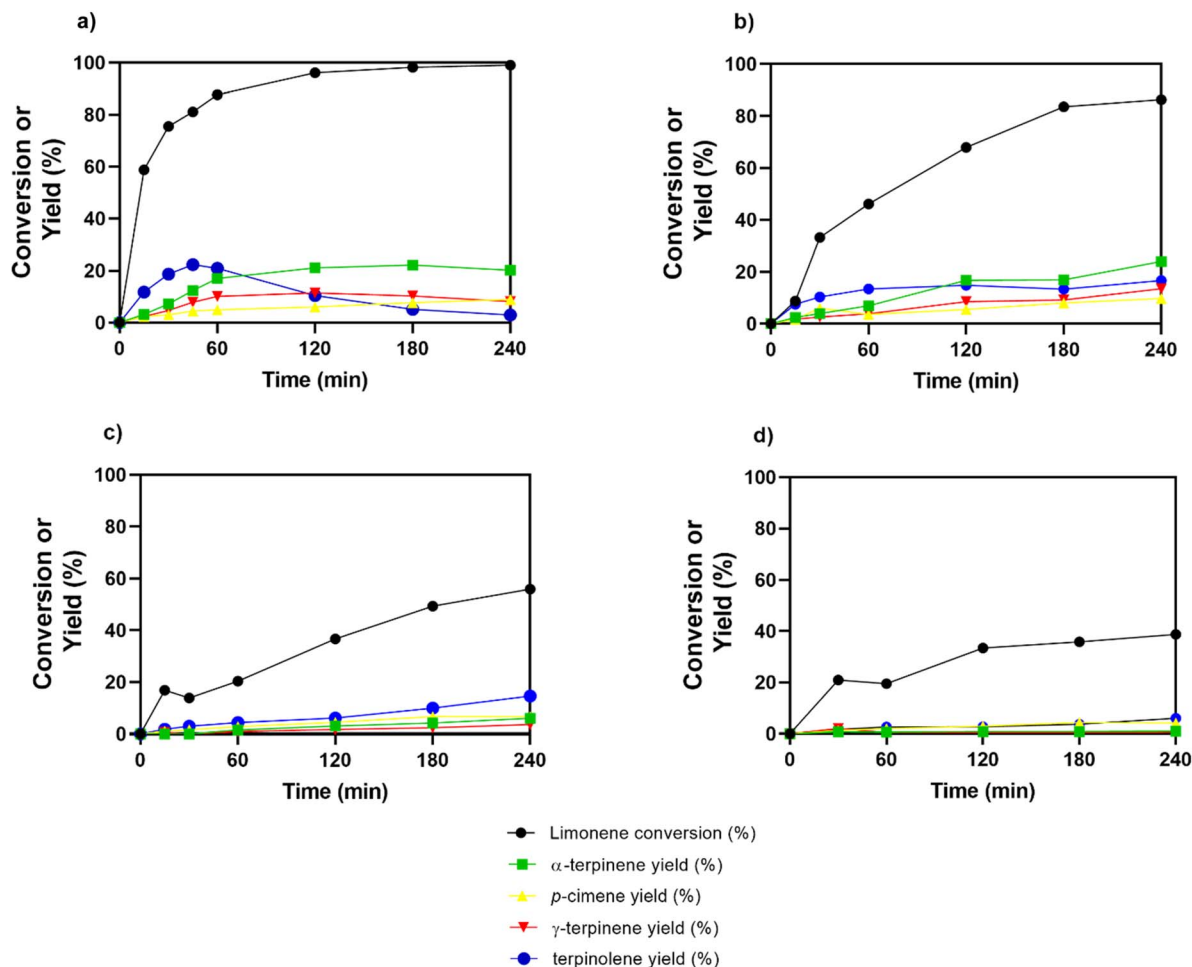 a)
100
80
60
40
20
0
Conversion or
Yield (%)
0 60 120 180 240
Time (min)
b)
100
80
60
40
20
0
Conversion or
Yield (%)
0 60 120 180 240
Time (min)
c)
100
80
60
40
20
0
Conversion or
Yield (%)
0 60 120 180 240
Time (min)
d)
100
80
60
40
20
0
Conversion or
Yield (%)
0 60 120 180 240
Time (min)
Limonene conversion (%)
α-terpinene yield (%)
p-cimene yield (%)
γ-terpinene yield (%)
terpinolene yield (%)